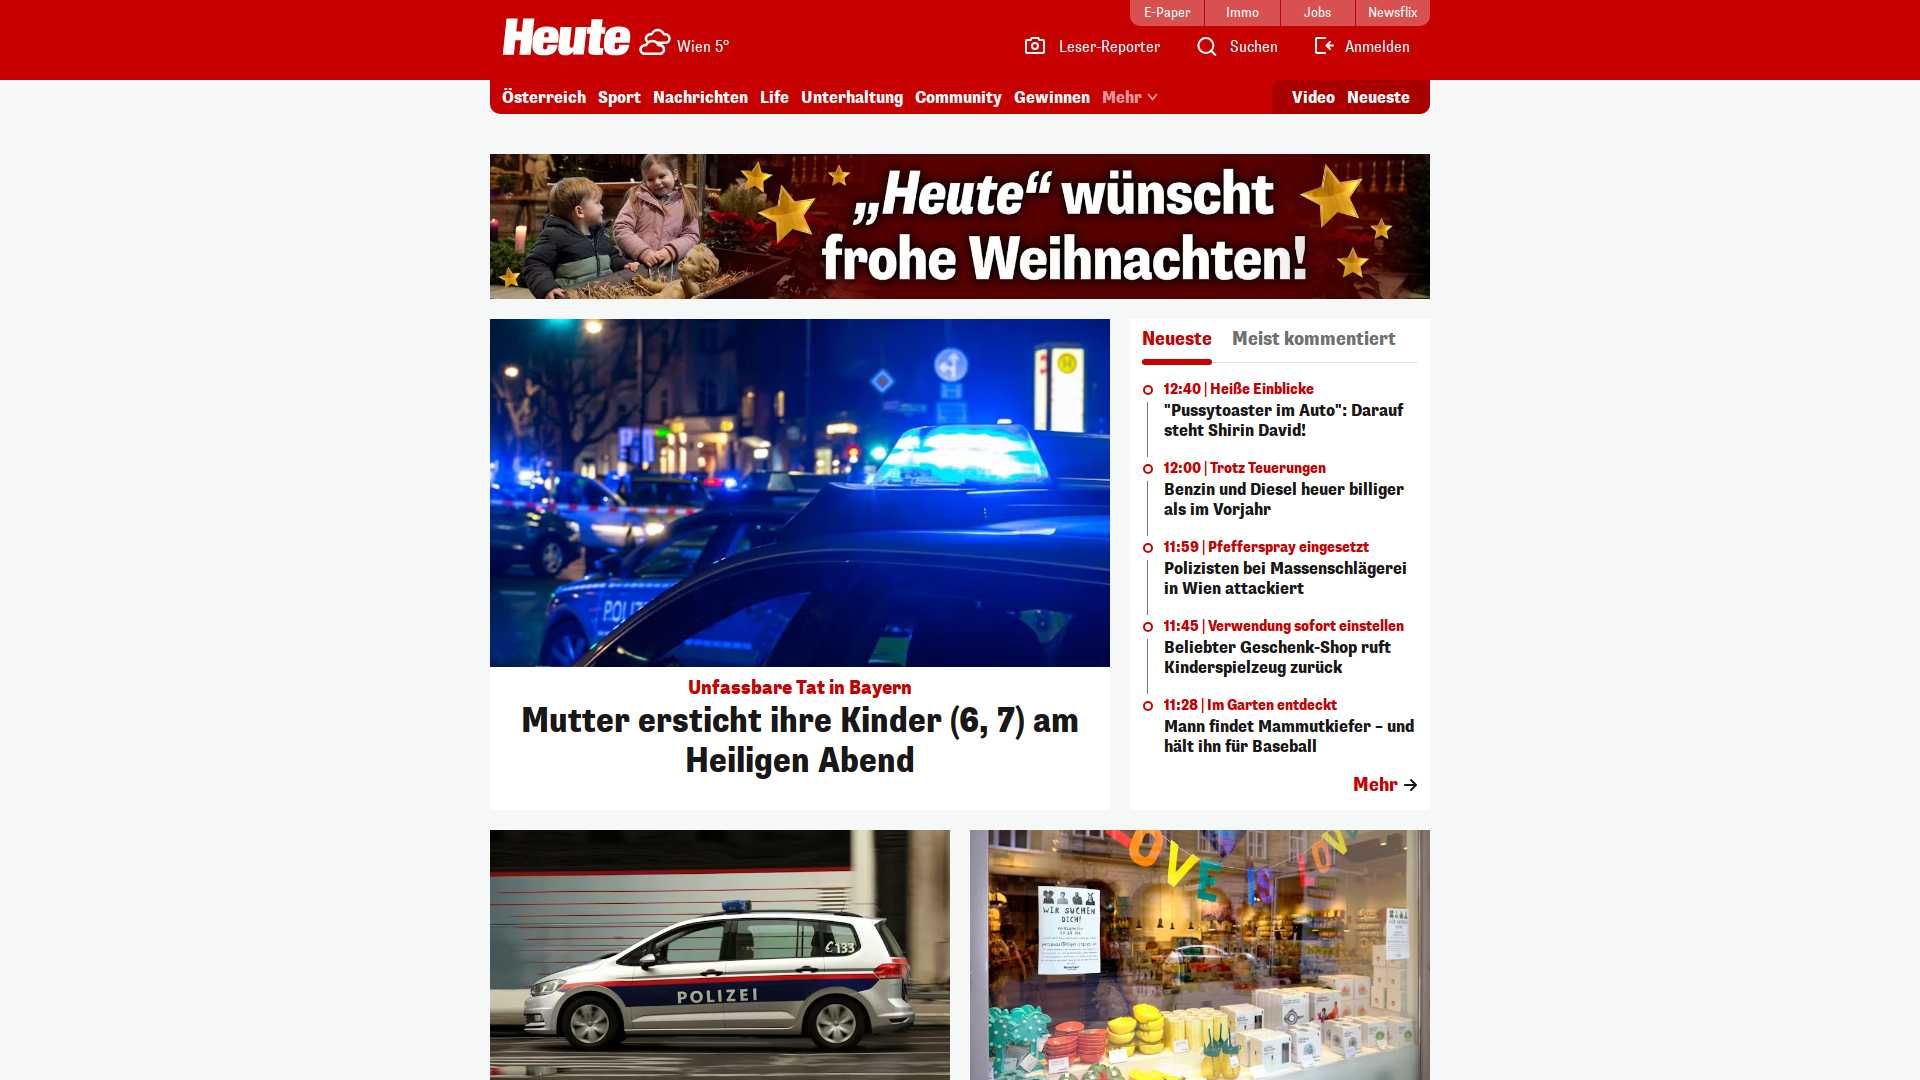 E-Paper
Immo
Jobs
Newsflix
Heute
Wien 5°
Leser-Reporter
Suchen
Anmelden
Österreich
Sport
Nachrichten
Life
Unterhaltung
Community
Gewinnen
Mehr
Video
Neueste
„Heute“ wünscht
frohe Weihnachten!
H
POLIZ
Unfassbare Tat in Bayern
Mutter ersticht ihre Kinder (6, 7) am
Heiligen Abend
Neueste
Meist kommentiert
12:40 | Heiße Einblicke
"Pussytoaster im Auto": Darauf
steht Shirin David!
12:00 | Trotz Teuerungen
Benzin und Diesel heuer billiger
als im Vorjahr
11:59 | Pfefferspray eingesetzt
Polizisten bei Massenschlägerei
in Wien attackiert
11:45 | Verwendung sofort einstellen
Beliebter Geschenk-Shop ruft
Kinderspielzeug zurück
11:28 | Im Garten entdeckt
Mann findet Mammutkiefer – und
hält ihn für Baseball
Mehr
133
POLIZEI
LOVE IS LOVE
WIR SUCHEN
DICH!